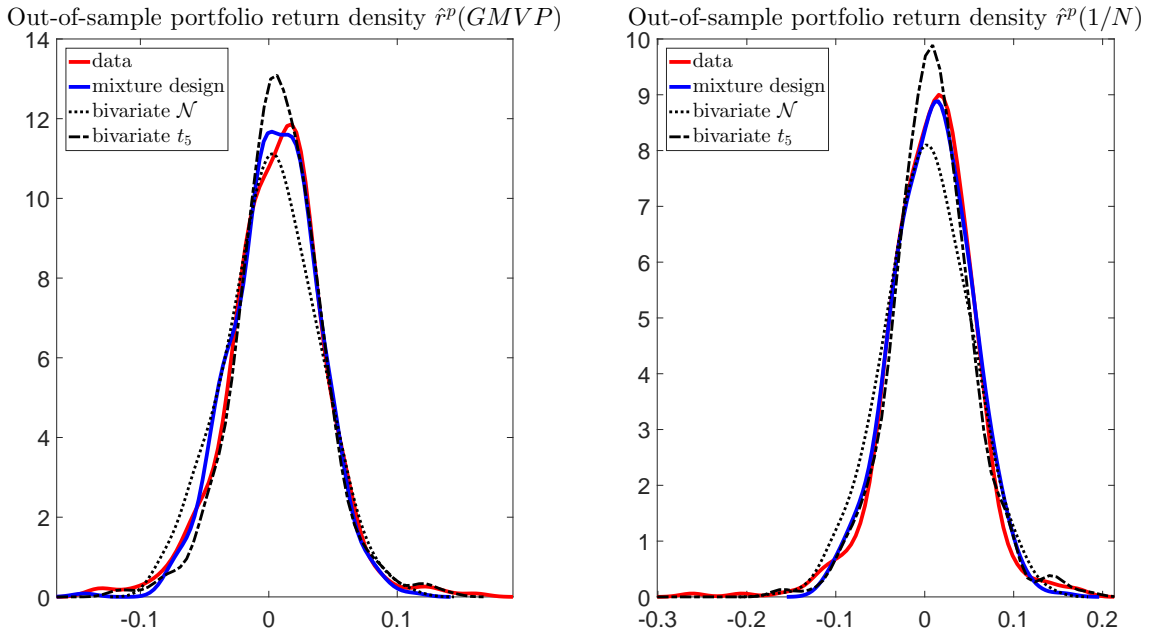 Out-of-sample portfolio return density r̂ᵖ(GMVP)
14
12
10
8
6
4
2
0
-0.1
0
0.1
data
mixture design
bivariate 𝒩
bivariate t₅
Out-of-sample portfolio return density r̂ᵖ(1/N)
10
9
8
7
6
5
4
3
2
1
0
-0.3
-0.2
-0.1
0
0.1
0.2
data
mixture design
bivariate 𝒩
bivariate t₅